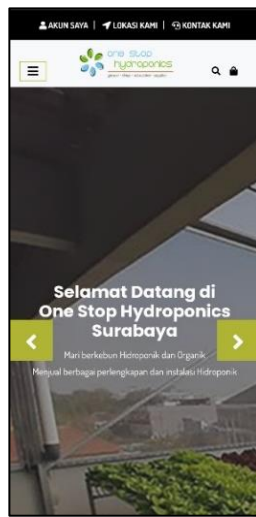 AKUN SAYA | LOKASI KAMI | KONTAK KAMI
one stop
hydroponics
Selamat Datang di
One Stop Hydroponics
Surabaya
Mari berkebun Hidroponik dan Organik
Menjual berbagai perlengkapan dan instalasi Hidroponik